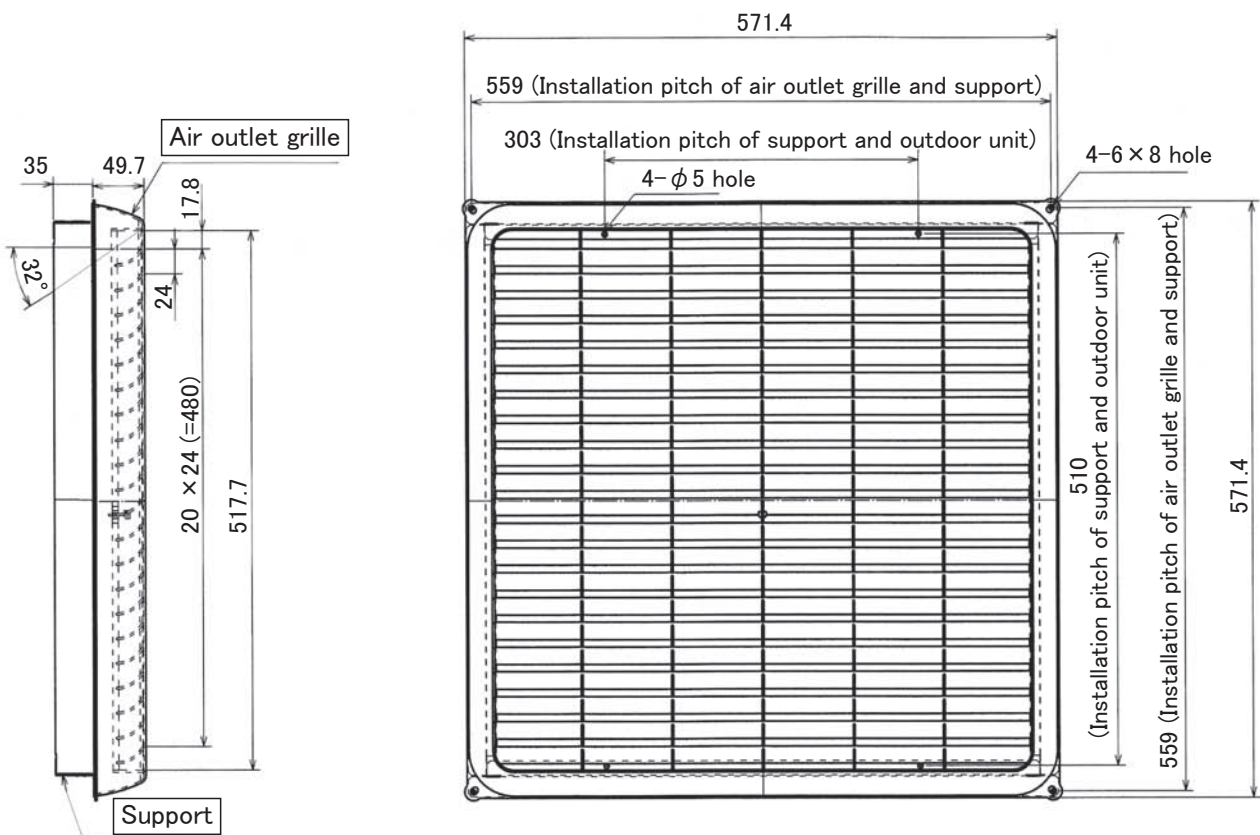 571.4
559 (Installation pitch of air outlet grille and support)
Air outlet grille
303 (Installation pitch of support and outdoor unit)
4-6×8 hole
35
49.7
4-φ5 hole
17.8
32°
24
20 ×24 (=480)
517.7
510
(Installation pitch of support and outdoor unit)
559 (Installation pitch of air outlet grille and support)
571.4
Support